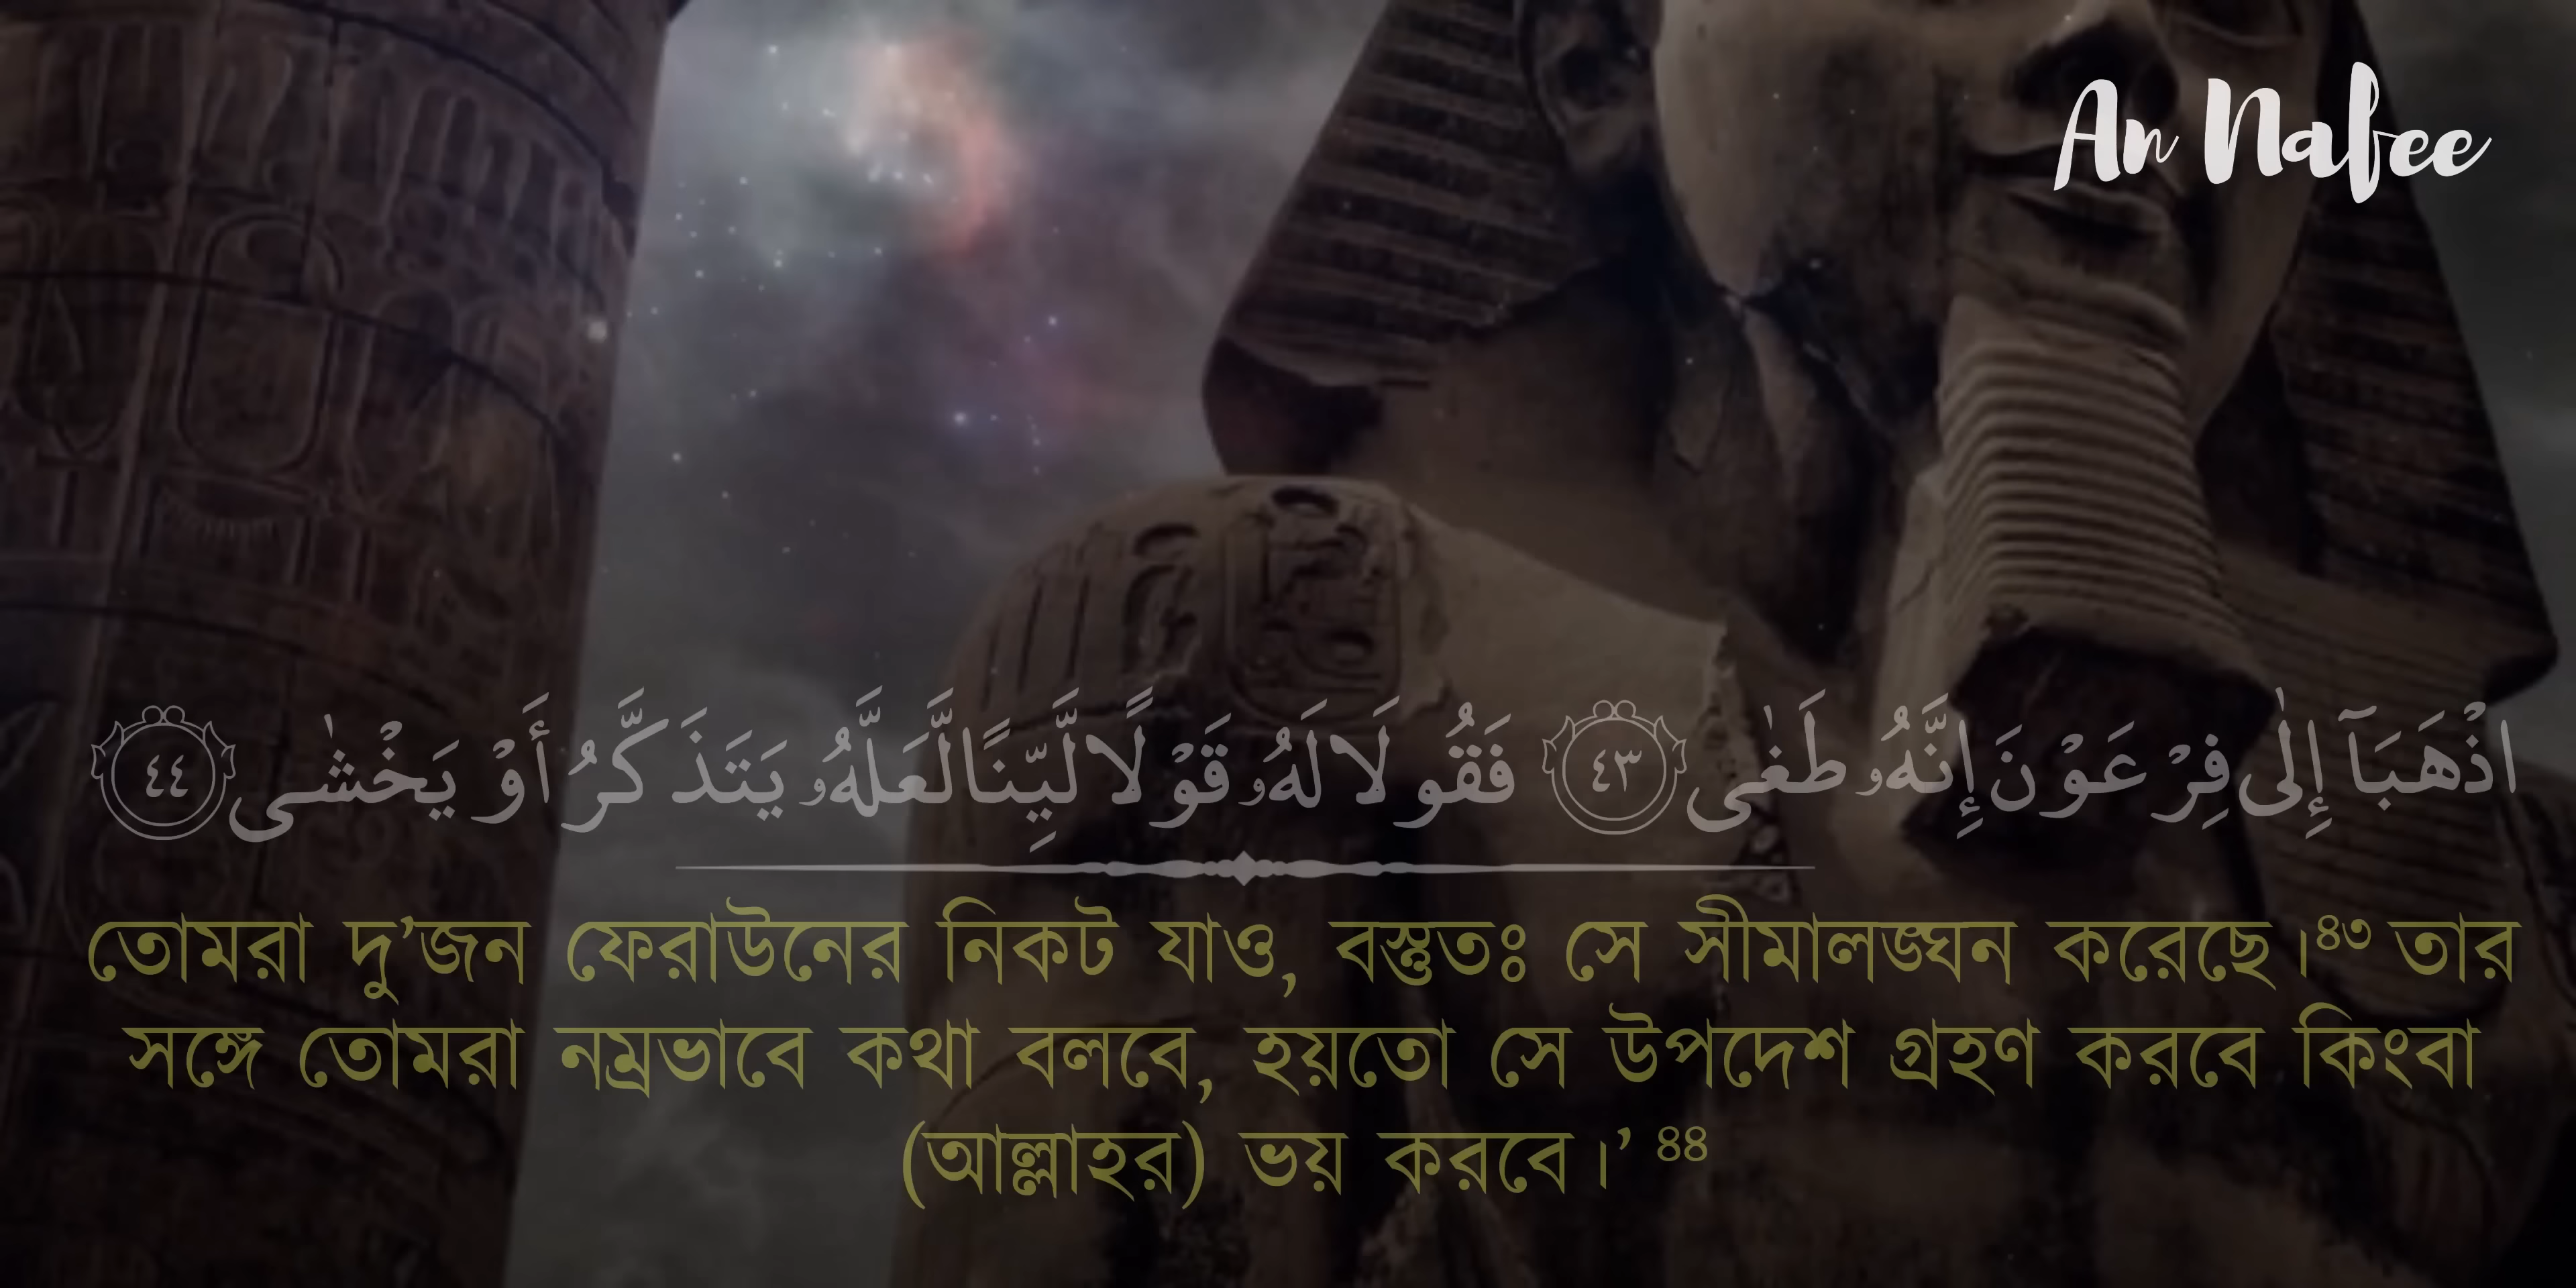 An Nafee
اذْهَبَآ إِلٰى فِرْعَوْنَ إِنَّهُۥ طَغٰى ٤٣ فَقُولَا لَهُۥ قَوْلًا لَّيِّنًا لَّعَلَّهُۥ يَتَذَكَّرُ أَوْ يَخْشٰى ٤٤
তোমরা দু’জন ফেরাউনের নিকট যাও, বস্তুতঃ সে সীমালঙ্ঘন করেছে।৪৩ তার
সঙ্গে তোমরা নম্রভাবে কথা বলবে, হয়তো সে উপদেশ গ্রহণ করবে কিংবা
(আল্লাহর) ভয় করবে।’ ৪৪